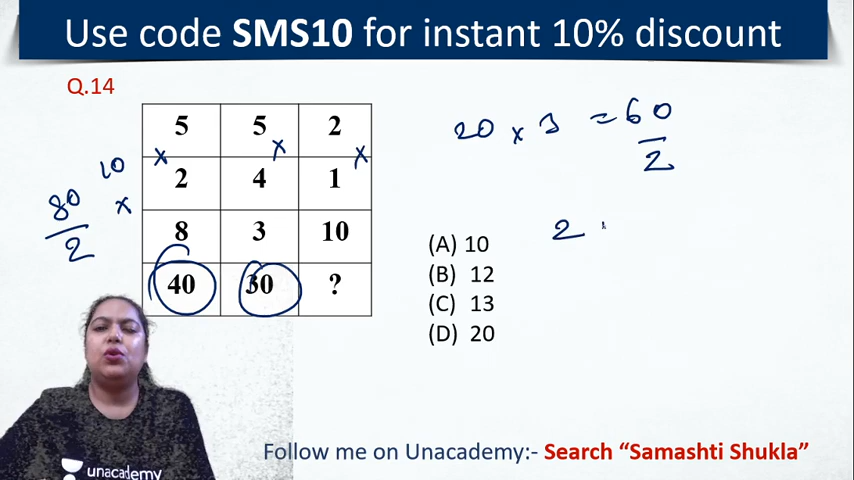 Use code SMS10 for instant 10% discount
Q.14
5 5 2
2 4 1
8 3 10
40 30 ?
10
×
80
2
20 × 3 = 60
2
2
(A) 10
(B) 12
(C) 13
(D) 20
unacademy
Follow me on Unacademy:- Search “Samashti Shukla”